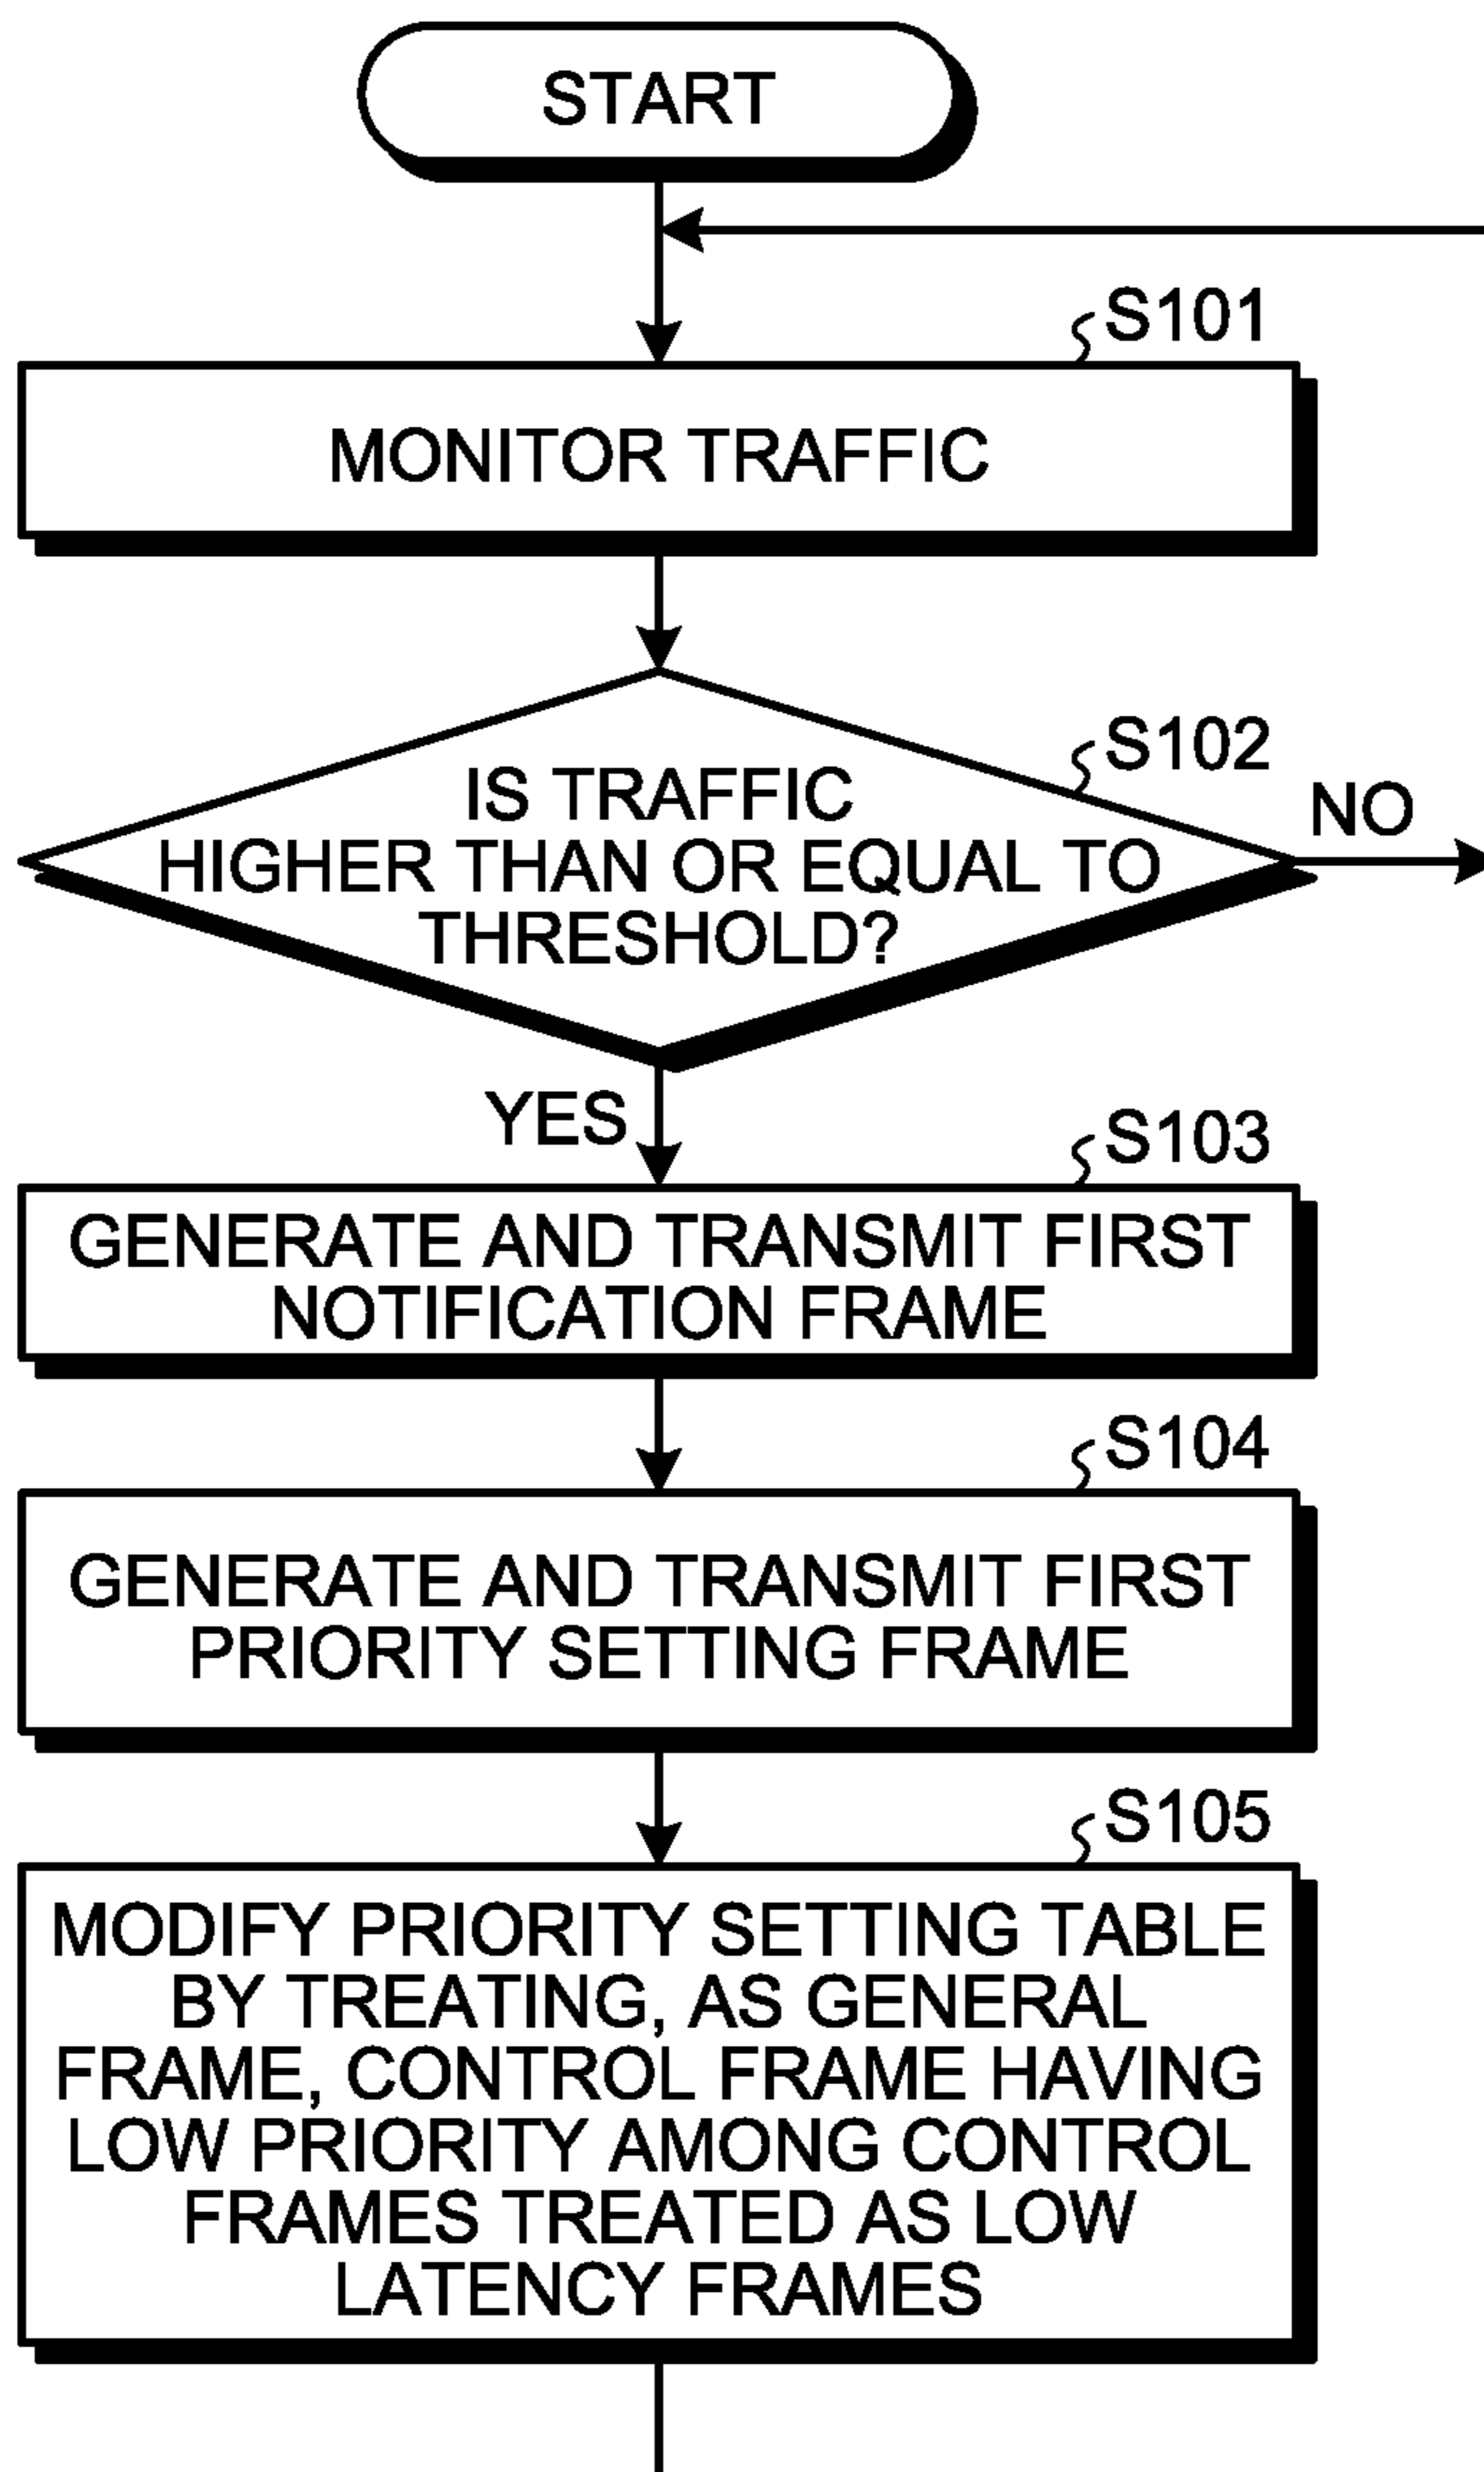 START
S101
MONITOR TRAFFIC
S102
IS TRAFFIC
HIGHER THAN OR EQUAL TO
THRESHOLD?
NO
YES
S103
GENERATE AND TRANSMIT FIRST
NOTIFICATION FRAME
S104
GENERATE AND TRANSMIT FIRST
PRIORITY SETTING FRAME
S105
MODIFY PRIORITY SETTING TABLE
BY TREATING, AS GENERAL
FRAME, CONTROL FRAME HAVING
LOW PRIORITY AMONG CONTROL
FRAMES TREATED AS LOW
LATENCY FRAMES